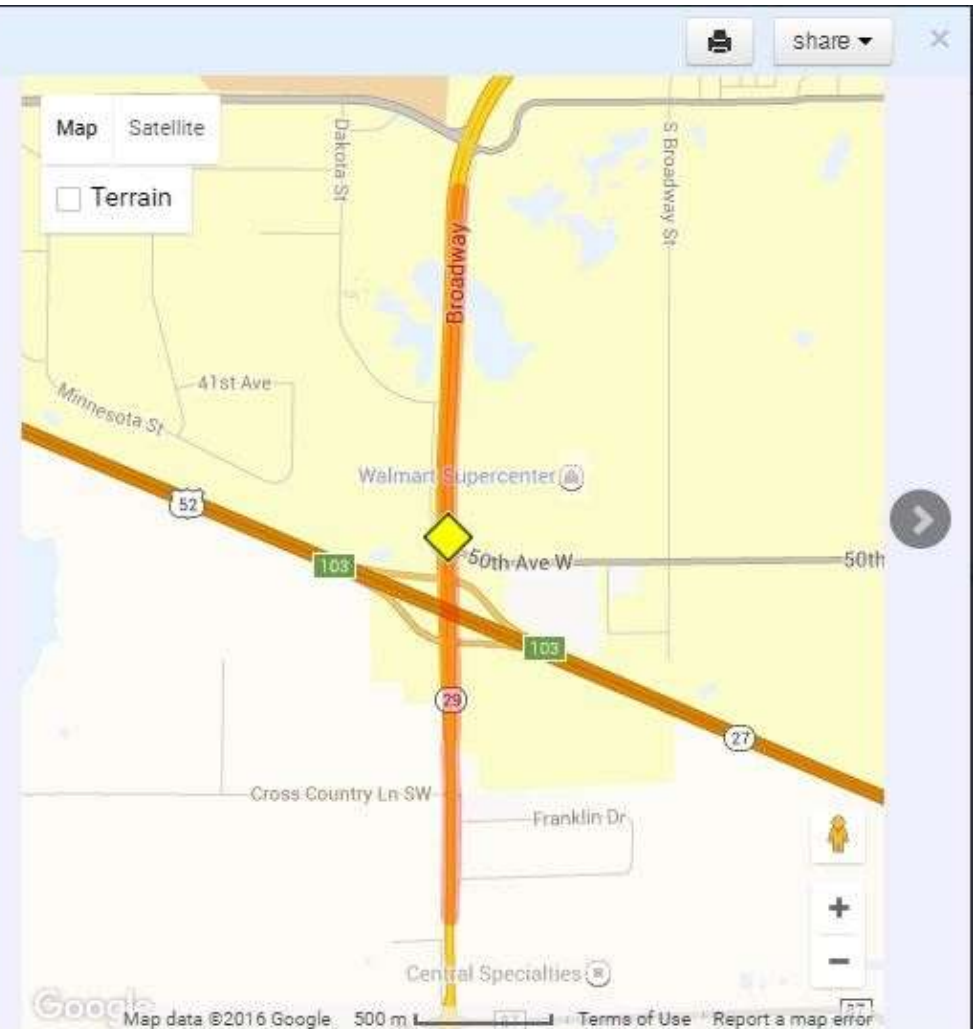 share
Map Satellite
Terrain
Dakota St
S Broadway St
Broadway
41st Ave
Minnesota St
Walmart Supercenter
52
50th Ave W
50th
103
103
29
27
Cross Country Ln SW
Franklin Dr
Central Specialties
Google
27
Map data ©2016 Google 500 m Terms of Use Report a map error